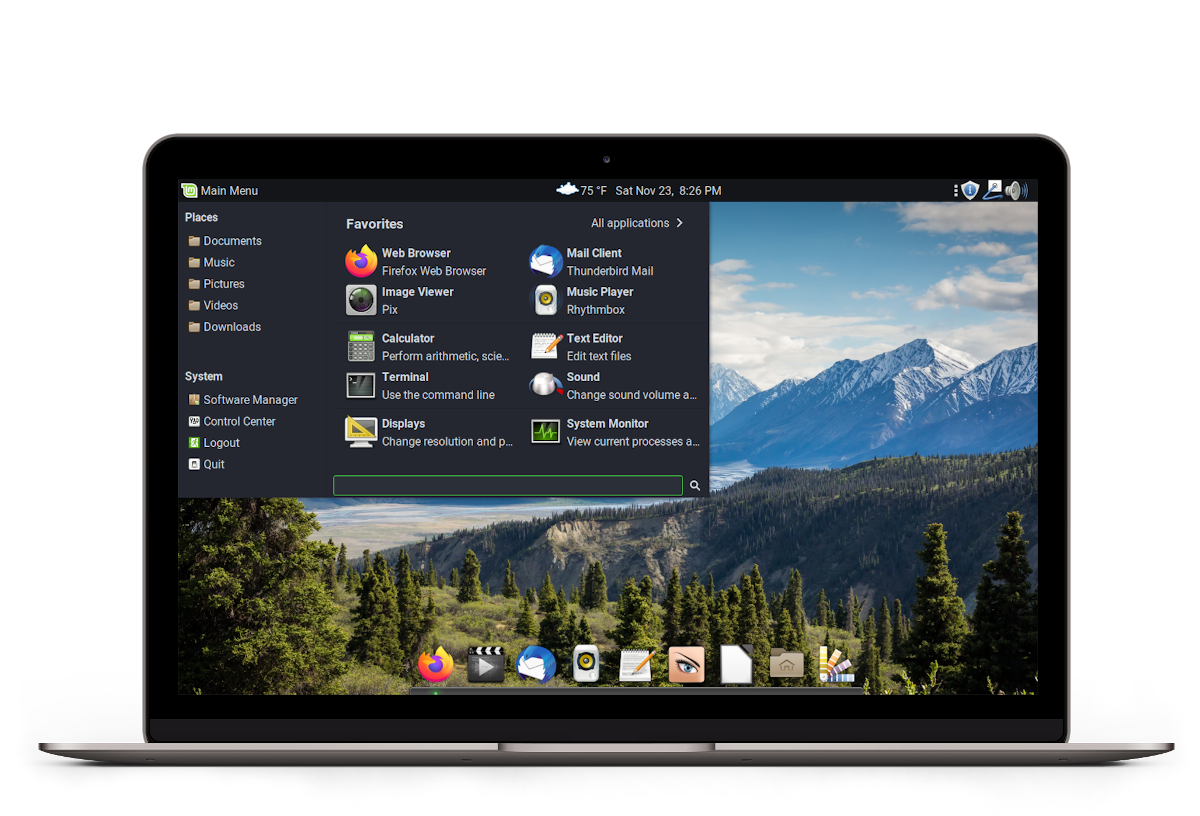 Main Menu
75 °F Sat Nov 23, 8:26 PM
Places
Documents
Music
Pictures
Videos
Downloads
System
Software Manager
Control Center
Logout
Quit
Favorites
All applications
Web Browser
Firefox Web Browser
Mail Client
Thunderbird Mail
Image Viewer
Pix
Music Player
Rhythmbox
Calculator
Perform arithmetic, scie...
Text Editor
Edit text files
Terminal
Use the command line
Sound
Change sound volume a...
Displays
Change resolution and p...
System Monitor
View current processes a...